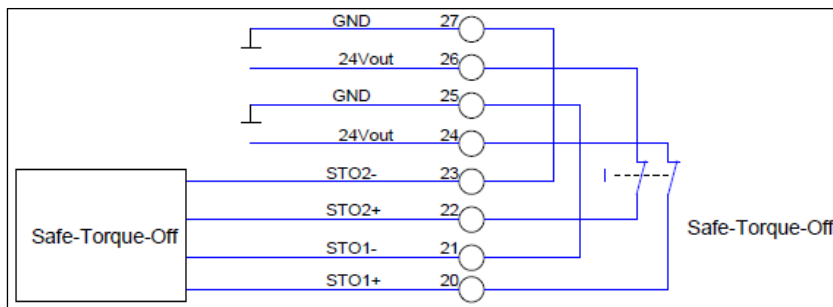 GND 27
24Vout 26
GND 25
24Vout 24
STO2- 23
STO2+ 22
STO1- 21
STO1+ 20
Safe-Torque-Off
Safe-Torque-Off